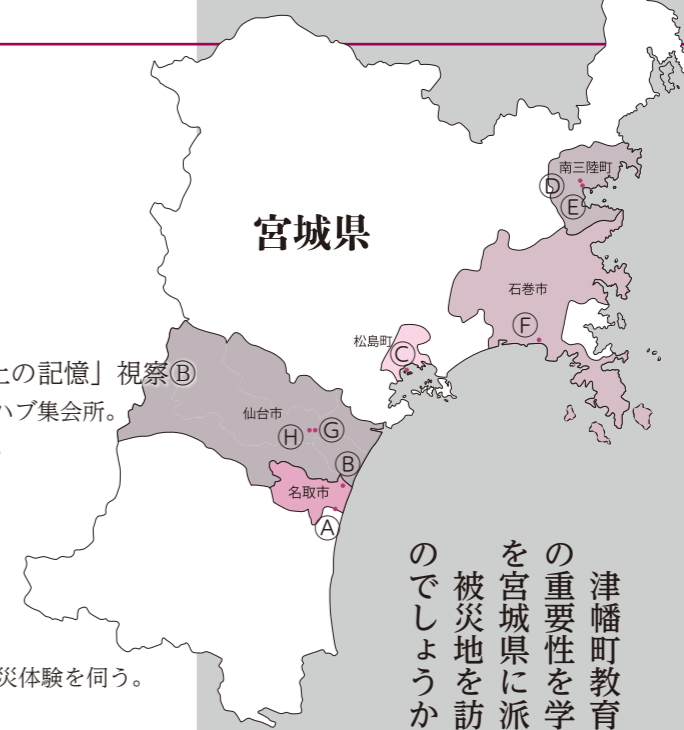 宮城県
南三陸町
Ⓓ
Ⓔ
石巻市
Ⓕ
松島町
Ⓒ
の記憶」視察Ⓑ
ハブ集会所。
仙台市
Ⓗ
Ⓖ
Ⓑ
名取市
Ⓐ
災体験を伺う。
津幡町教育
の重要性を学
を宮城県に派
被災地を訪
のでしょうか